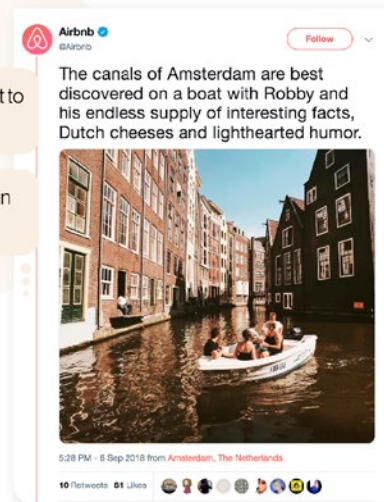 Airbnb
@Airbnb
Follow
t to
The canals of Amsterdam are best
discovered on a boat with Robby and
his endless supply of interesting facts,
Dutch cheeses and lighthearted humor.
n
5:28 PM - 6 Sep 2018 from Amsterdam, The Netherlands
10 Retweets 61 Likes